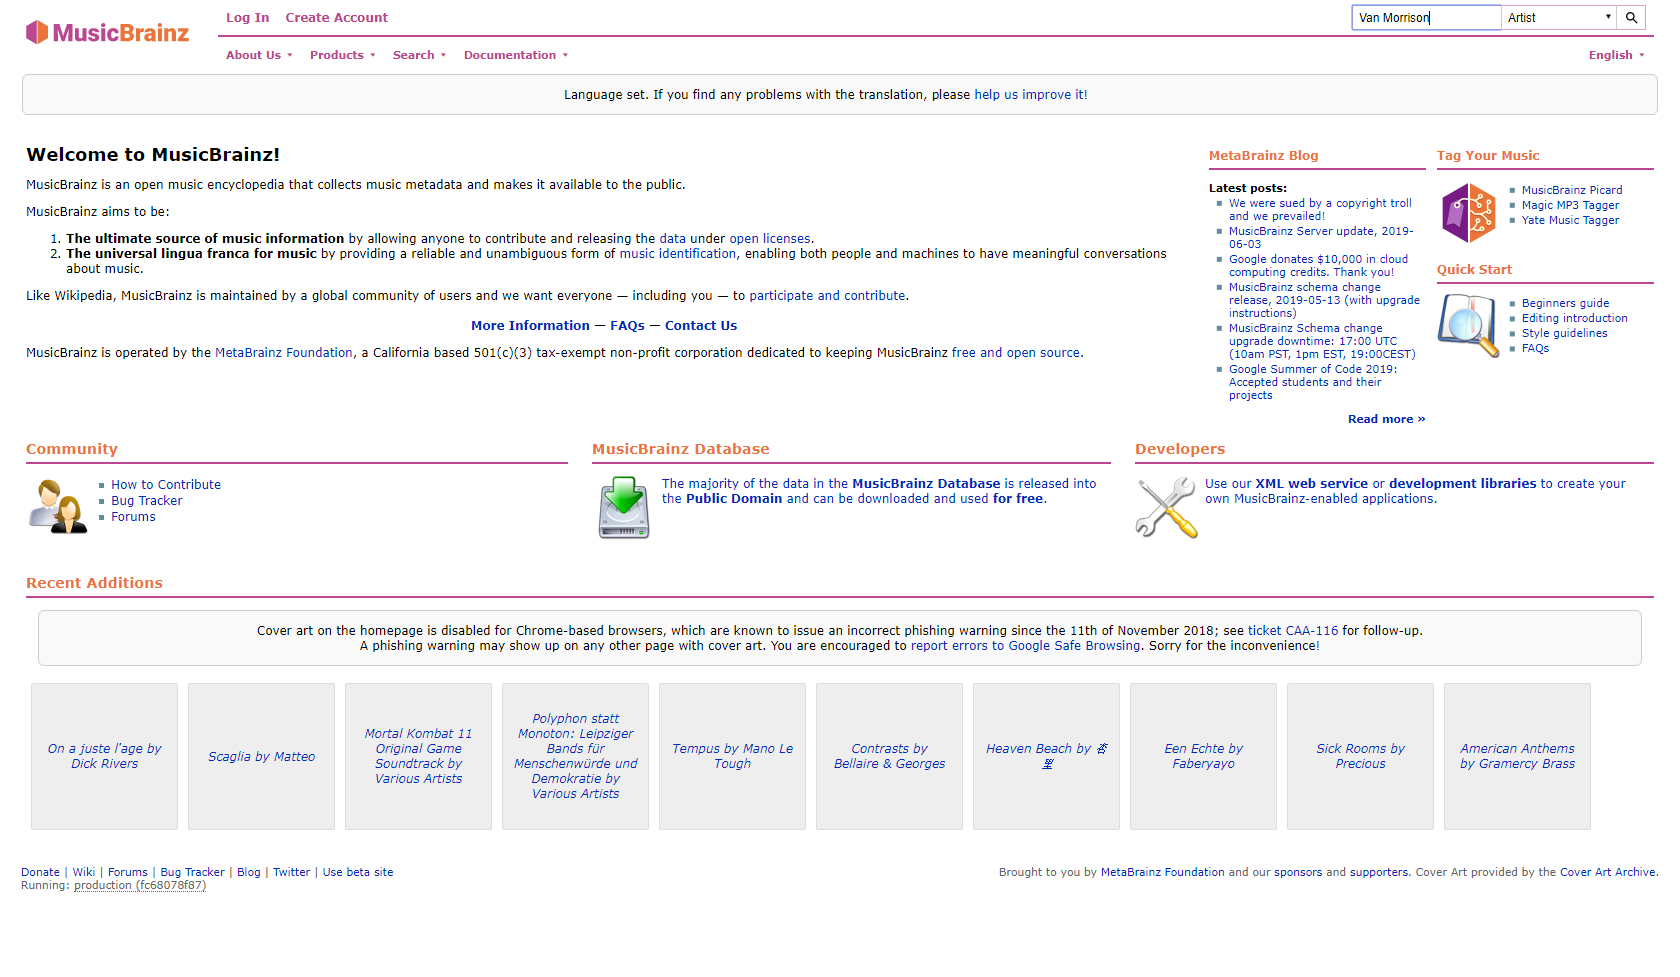 MusicBrainz
Log In Create Account
Van Morrison Artist
About Us Products Search Documentation English
Language set. If you find any problems with the translation, please help us improve it!
Welcome to MusicBrainz!
MusicBrainz is an open music encyclopedia that collects music metadata and makes it available to the public.
MusicBrainz aims to be:
1. The ultimate source of music information by allowing anyone to contribute and releasing the data under open licenses.
2. The universal lingua franca for music by providing a reliable and unambiguous form of music identification, enabling both people and machines to have meaningful conversations
about music.
Like Wikipedia, MusicBrainz is maintained by a global community of users and we want everyone — including you — to participate and contribute.
More Information — FAQs — Contact Us
MusicBrainz is operated by the MetaBrainz Foundation, a California based 501(c)(3) tax-exempt non-profit corporation dedicated to keeping MusicBrainz free and open source.
MetaBrainz Blog
Latest posts:
We were sued by a copyright troll
and we prevailed!
MusicBrainz Server update, 2019-
06-03
Google donates $10,000 in cloud
computing credits. Thank you!
MusicBrainz schema change
release, 2019-05-13 (with upgrade
instructions)
MusicBrainz Schema change
upgrade downtime: 17:00 UTC
(10am PST, 1pm EST, 19:00CEST)
Google Summer of Code 2019:
Accepted students and their
projects
Read more »
Tag Your Music
MusicBrainz Picard
Magic MP3 Tagger
Yate Music Tagger
Quick Start
Beginners guide
Editing introduction
Style guidelines
FAQs
Community
How to Contribute
Bug Tracker
Forums
MusicBrainz Database
The majority of the data in the MusicBrainz Database is released into
the Public Domain and can be downloaded and used for free.
Developers
Use our XML web service or development libraries to create your
own MusicBrainz-enabled applications.
Recent Additions
Cover art on the homepage is disabled for Chrome-based browsers, which are known to issue an incorrect phishing warning since the 11th of November 2018; see ticket CAA-116 for follow-up.
A phishing warning may show up on any other page with cover art. You are encouraged to report errors to Google Safe Browsing. Sorry for the inconvenience!
On a juste l'age by
Dick Rivers
Scaglia by Matteo
Mortal Kombat 11
Original Game
Soundtrack by
Various Artists
Polyphon statt
Monoton: Leipziger
Bands für
Menschenwürde und
Demokratie by
Various Artists
Tempus by Mano Le
Tough
Contrasts by
Bellaire & Georges
Heaven Beach by
Een Echte by
Faberyayo
Sick Rooms by
Precious
American Anthems
by Gramercy Brass
Donate | Wiki | Forums | Bug Tracker | Blog | Twitter | Use beta site
Running: production (fc68078f87)
Brought to you by MetaBrainz Foundation and our sponsors and supporters. Cover Art provided by the Cover Art Archive.